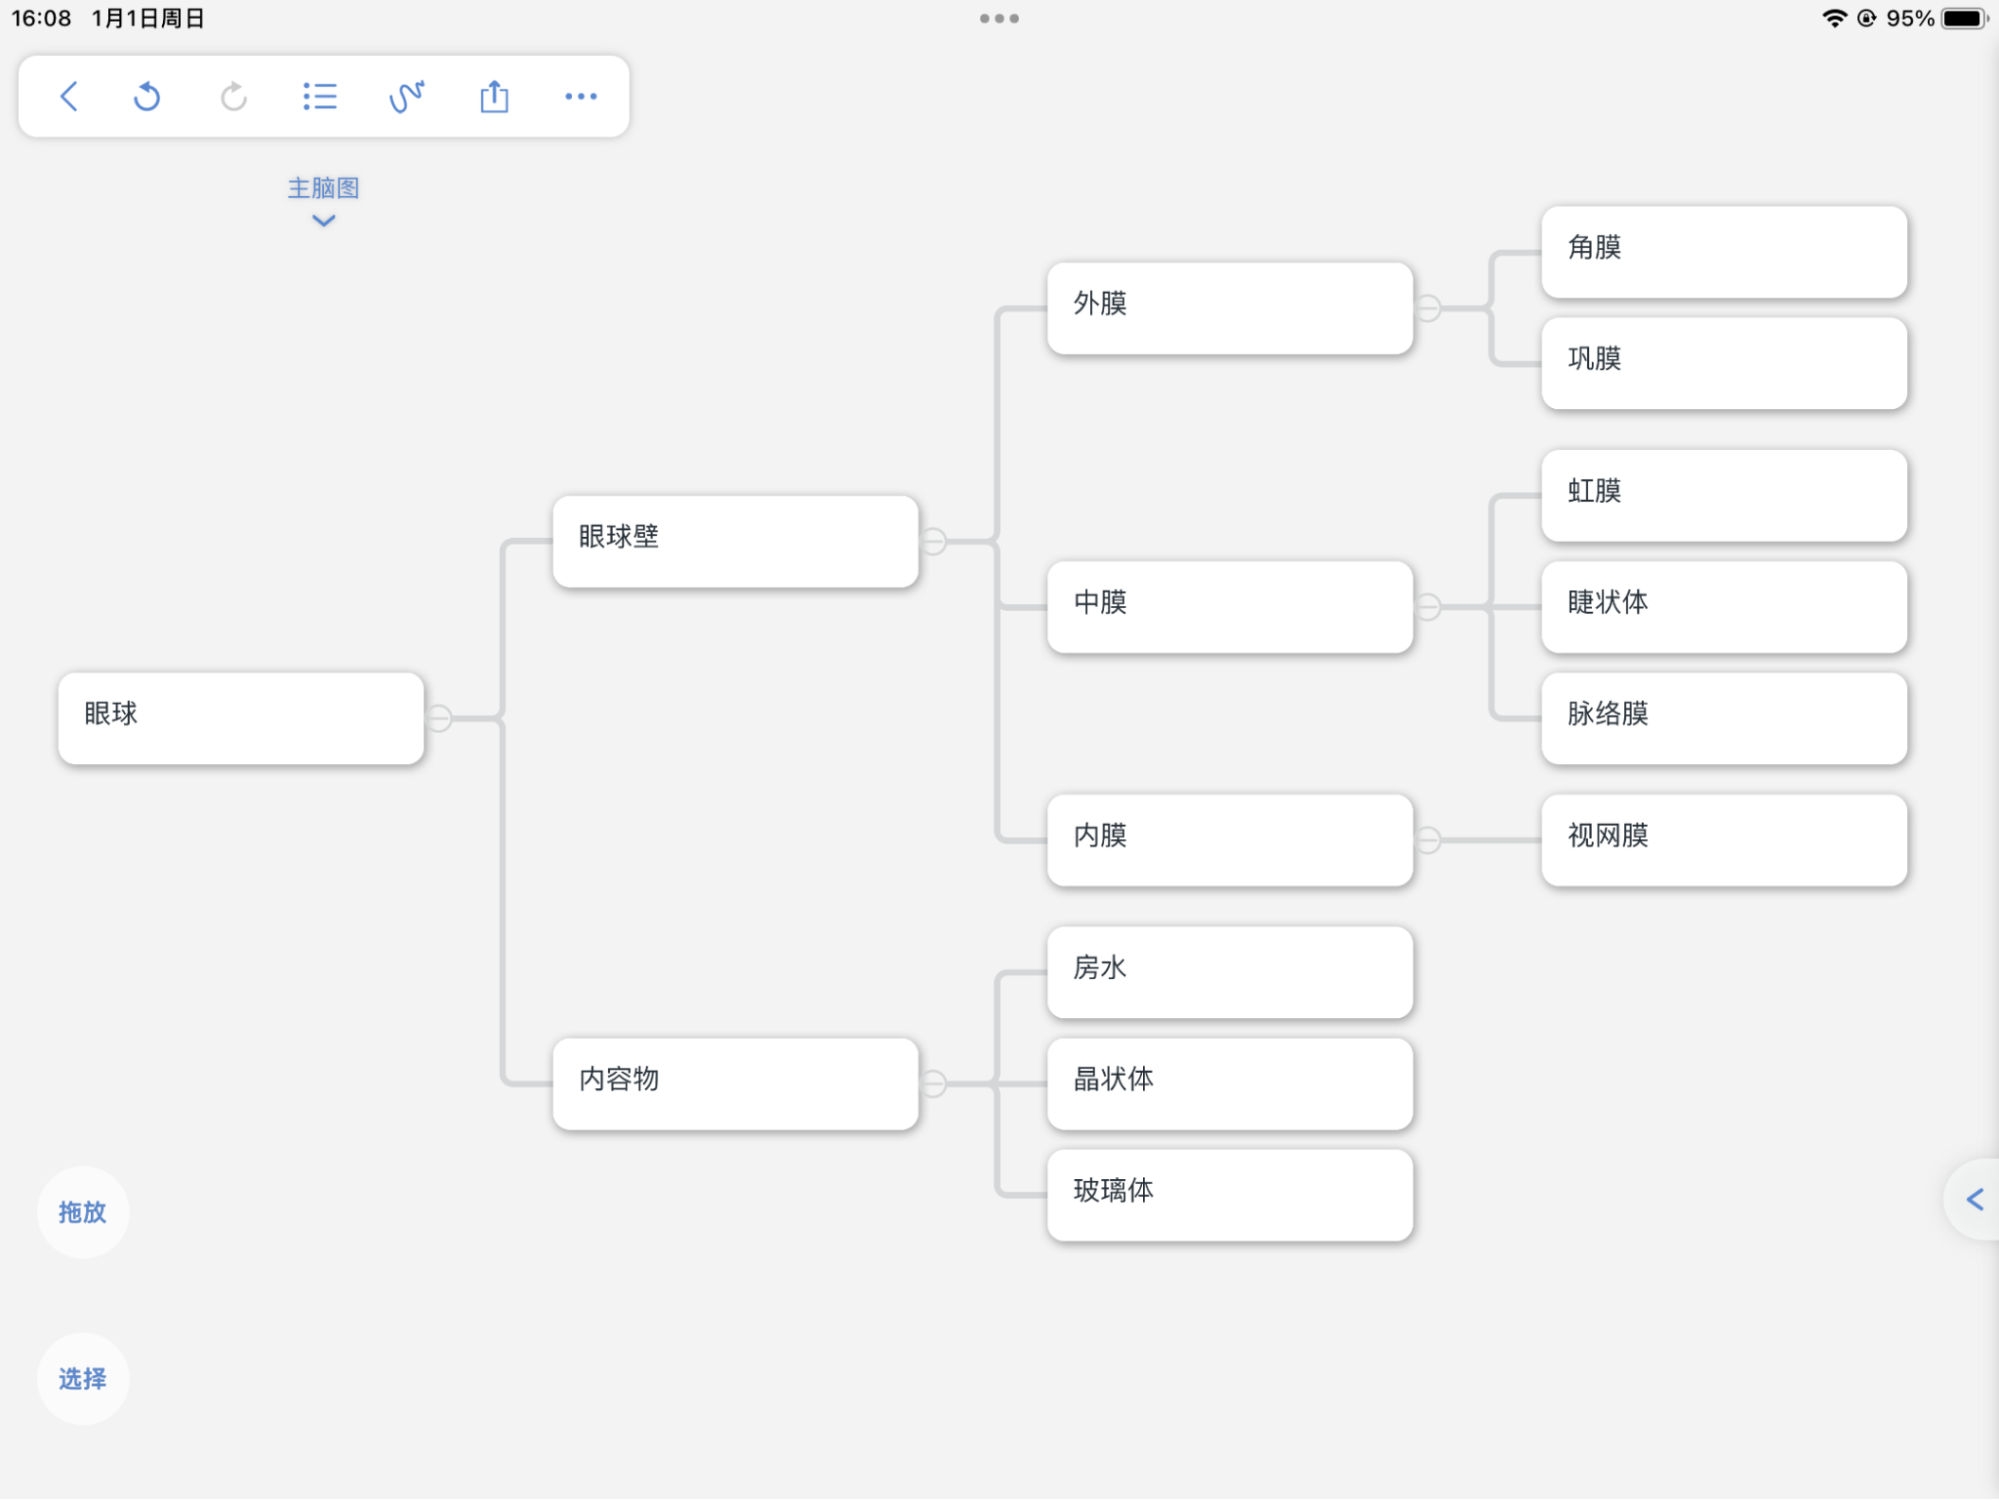 16:08 1月1日周日
95%
主脑图
角膜
外膜
巩膜
虹膜
眼球壁
中膜
睫状体
眼球
脉络膜
内膜
视网膜
房水
内容物
晶状体
玻璃体
拖放
选择